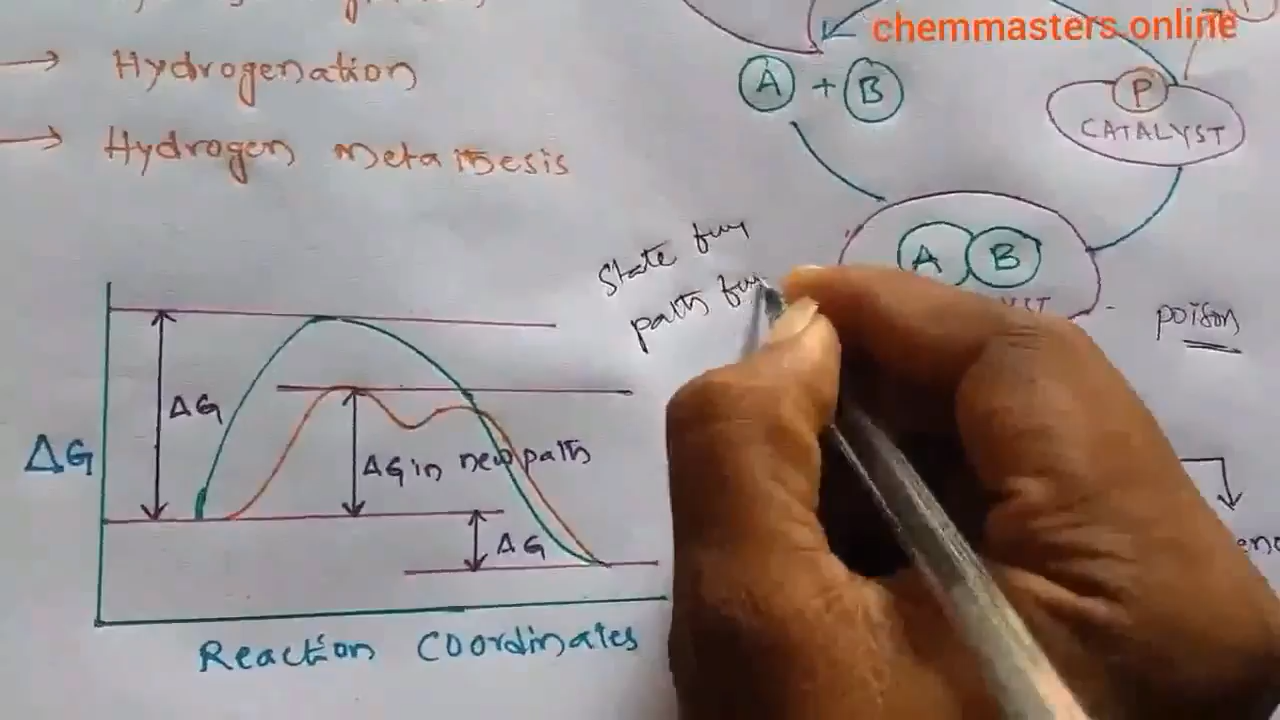 chemmasters.online
→ Hydrogenation
→ Hydrogen metathesis
A + B
P
CATALYST
A B
State fun
path fun
poison
ΔG
ΔG
ΔG in new path
ΔG
Reaction Coordinates